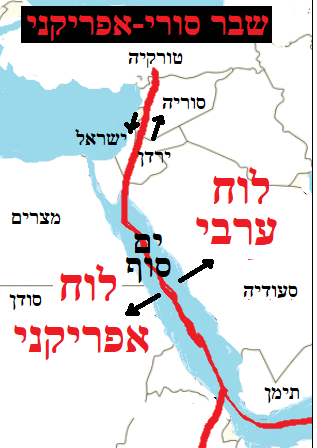 שבר סורי-אפריקני
טורקיה
סוריה
ישראל
ירדן
לוח
ערבי
מצרים
ים
סוף
לוח
אפריקני
סעודיה
סודן
תימן